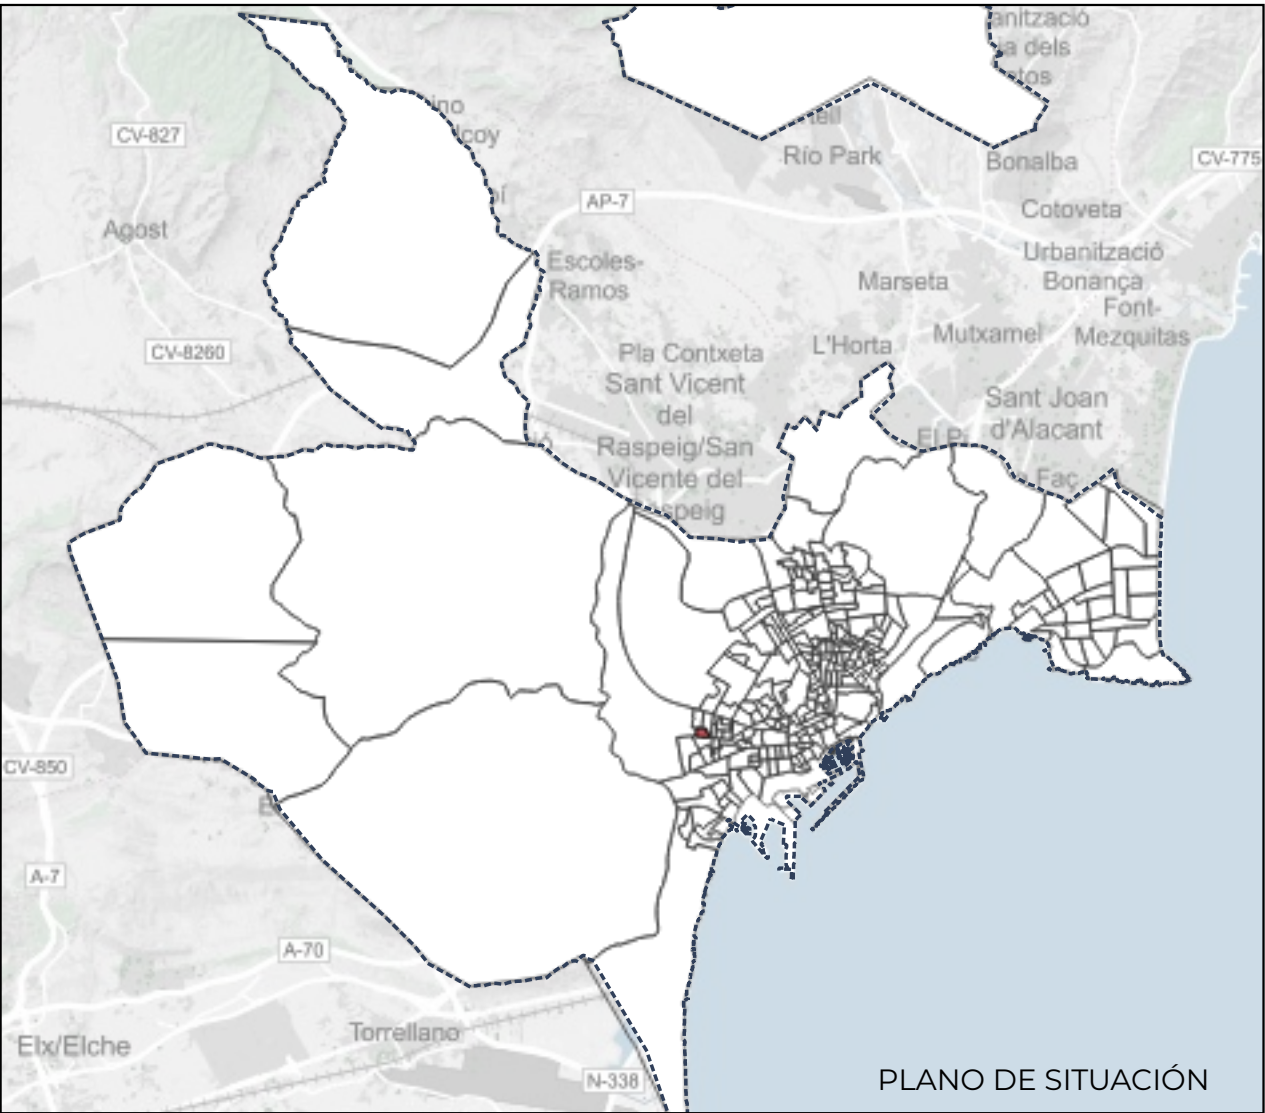 CV-827
Río Park
Bonalba
CV-775
AP-7
Cotoveta
Agost
Urbanització
Bonança
Escoles-
Ramos
Marseta
Font-
Mezquitas
Mutxamel
L'Horta
CV-8260
Pla Contxeta
Sant Vicent
del
Raspeig/San
Vicente del
Sant Joan
d'Alacant
CV-850
A-7
A-70
Torrellano
Elx/Elche
N-338
PLANO DE SITUACIÓN